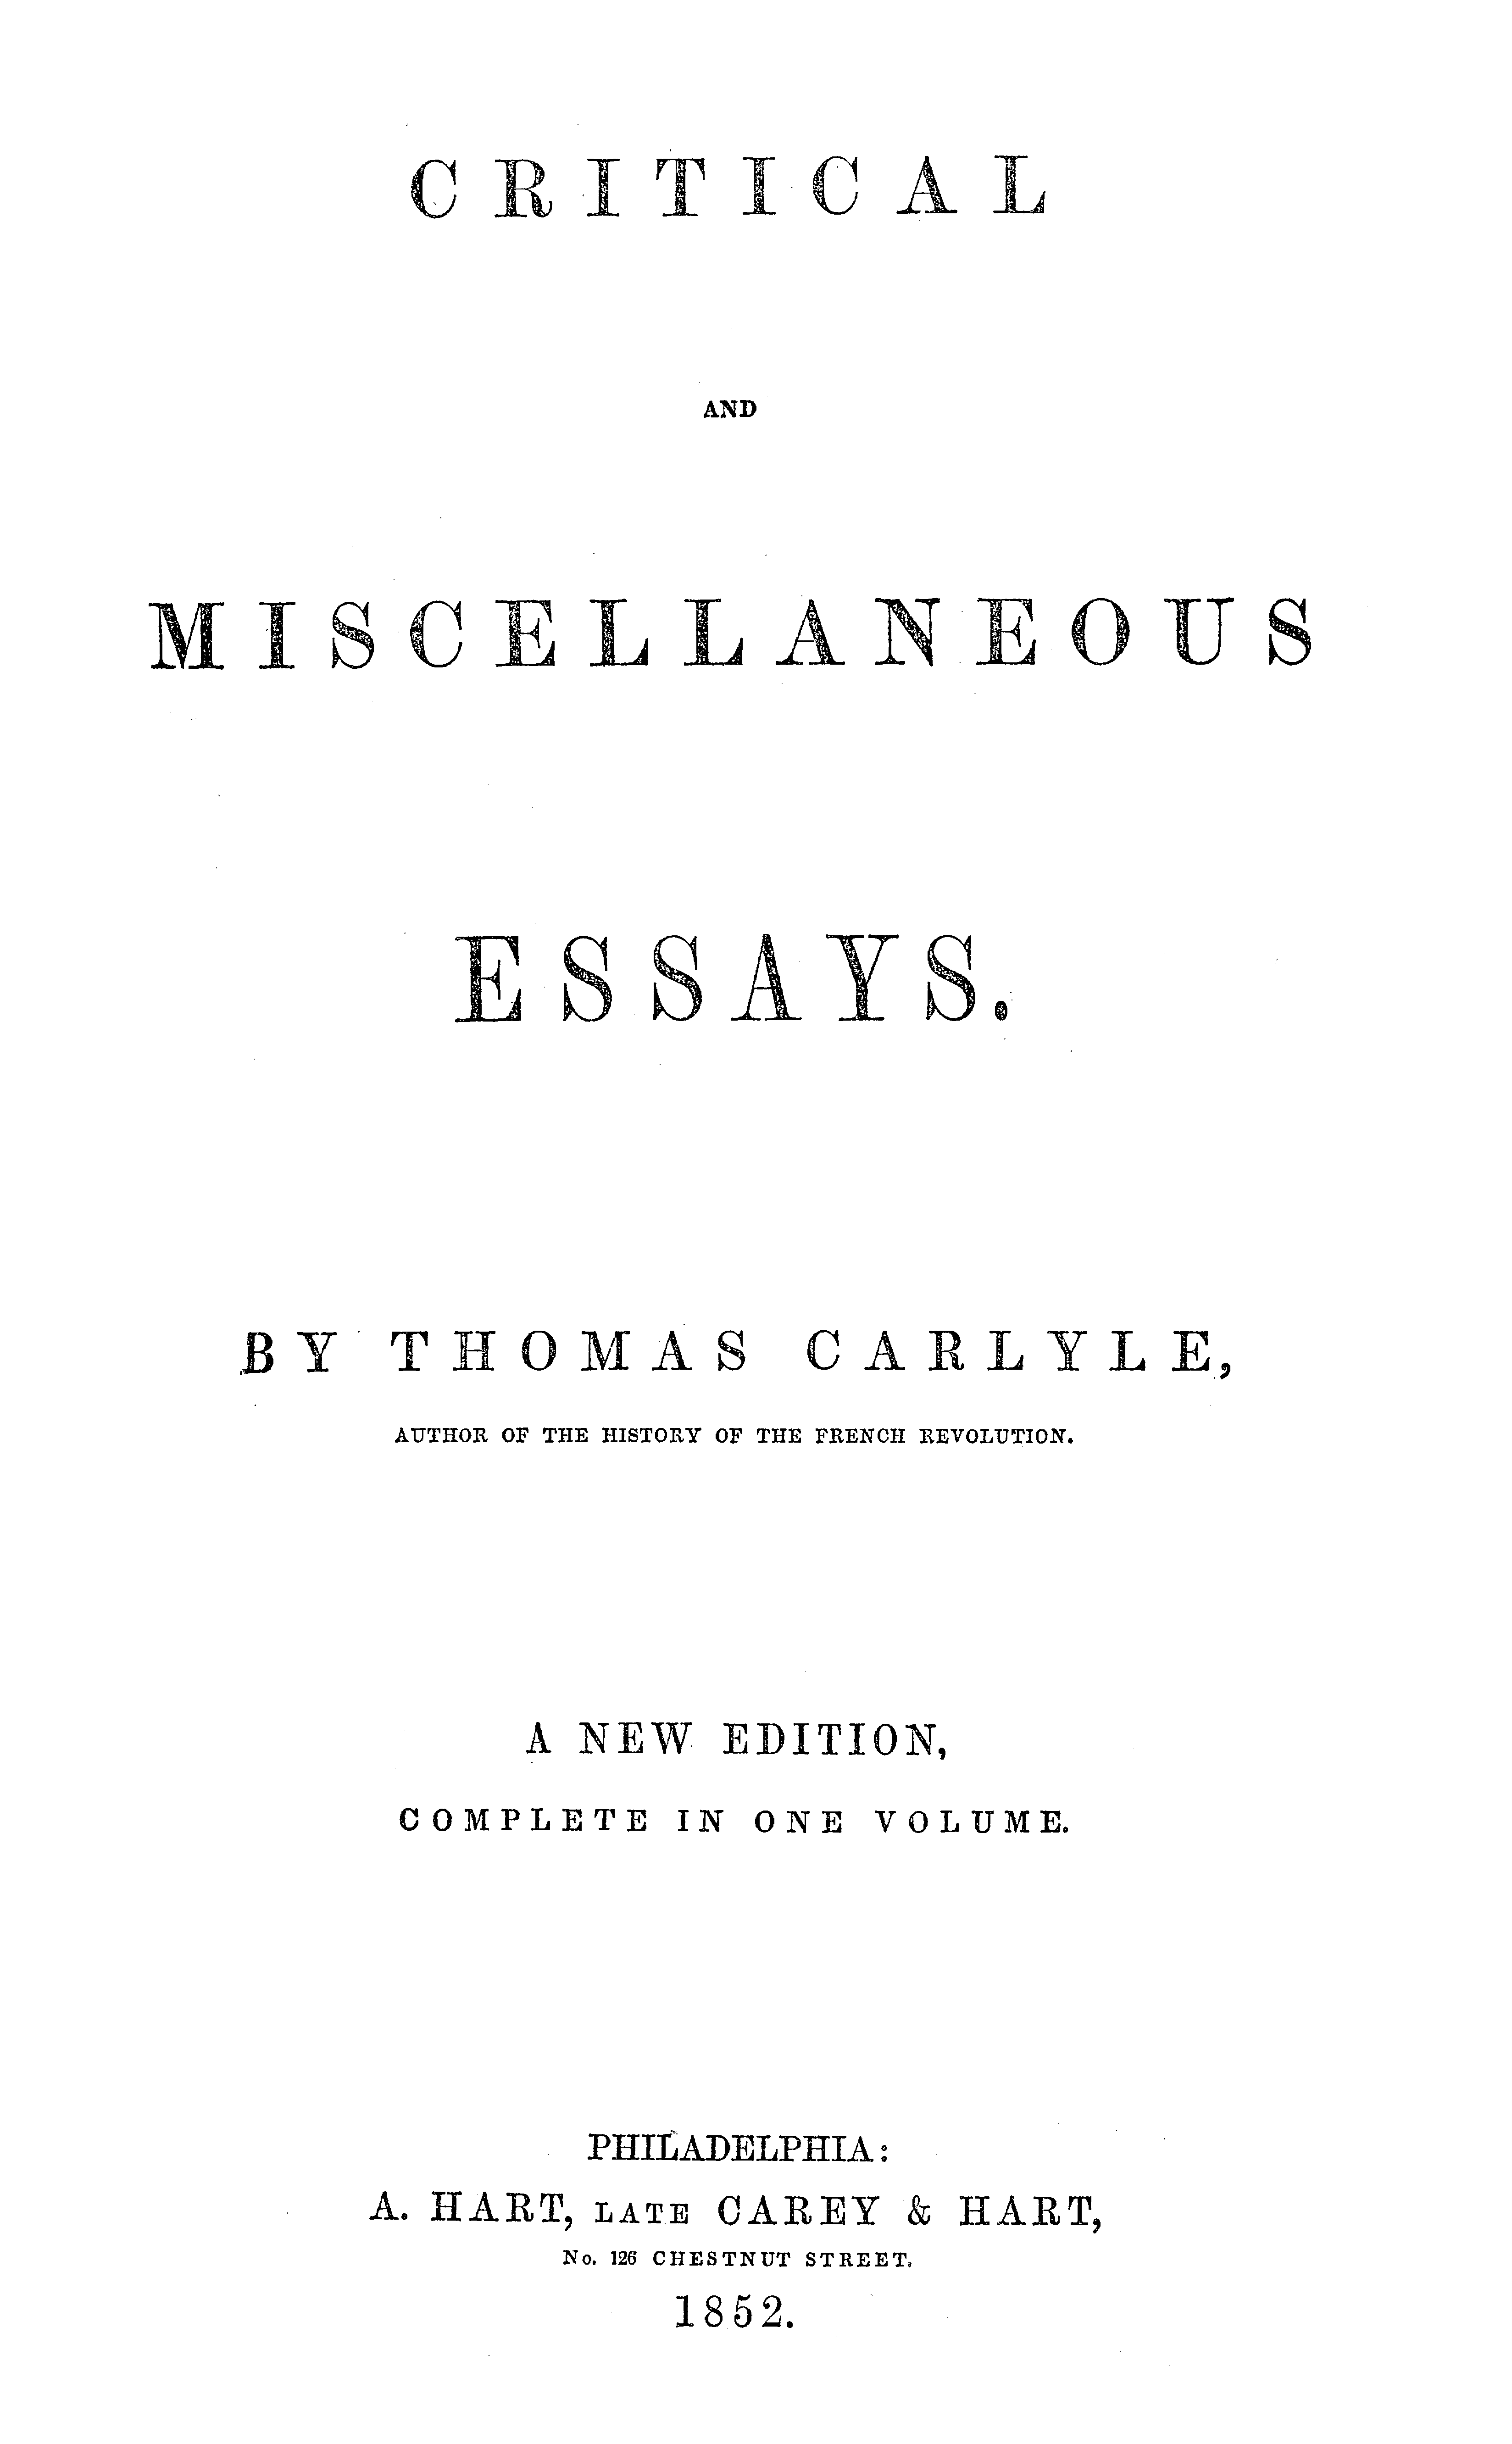 CRITICAL
AND
MISCELLANEOUS
ESSAYS.
BY THOMAS CARLYLE,
AUTHOR OF THE HISTORY OF THE FRENCH REVOLUTION.
A NEW EDITION,
COMPLETE IN ONE VOLUME.
PHILADELPHIA:
A. HART, LATE CAREY & HART,
No. 126 CHESTNUT STREET.
1852.